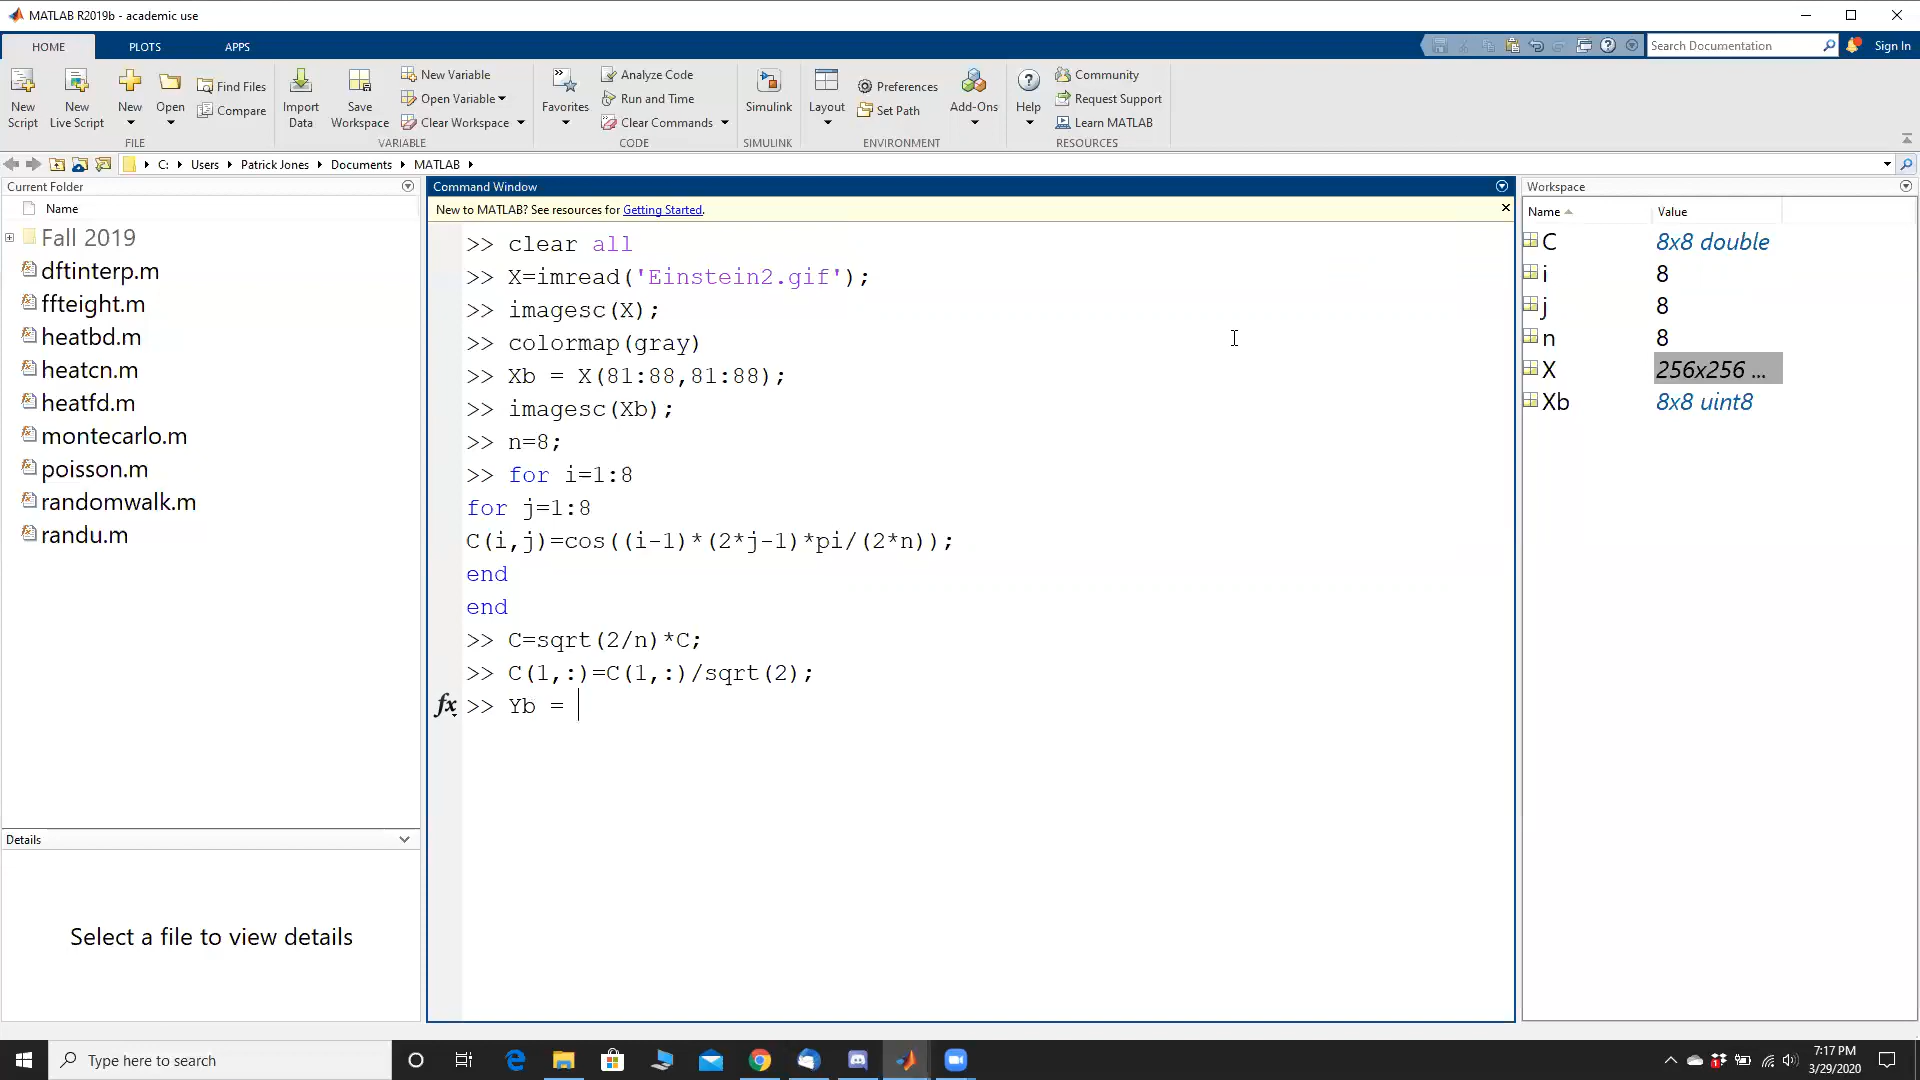 MATLAB R2019b - academic use
HOME PLOTS APPS
Search Documentation
Sign In
New Script
New Live Script
New
Open
Find Files
Compare
Import Data
Save Workspace
New Variable
Open Variable
Clear Workspace
Favorites
Analyze Code
Run and Time
Clear Commands
Simulink
Layout
Preferences
Set Path
Add-Ons
Help
Community
Request Support
Learn MATLAB
FILE VARIABLE CODE SIMULINK ENVIRONMENT RESOURCES
C: Users Patrick Jones Documents MATLAB
Current Folder
Name
Fall 2019
dftinterp.m
ffteight.m
heatbd.m
heatcn.m
heatfd.m
montecarlo.m
poisson.m
randomwalk.m
randu.m
Details
Select a file to view details
Command Window
New to MATLAB? See resources for Getting Started.
>> clear all
>> X=imread('Einstein2.gif');
>> imagesc(X);
>> colormap(gray)
>> Xb = X(81:88,81:88);
>> imagesc(Xb);
>> n=8;
>> for i=1:8
for j=1:8
C(i,j)=cos((i-1)*(2*j-1)*pi/(2*n));
end
end
>> C=sqrt(2/n)*C;
>> C(1,:)=C(1,:)/sqrt(2);
fx >> Yb =
Workspace
Name Value
C 8x8 double
i 8
j 8
n 8
X 256x256 ...
Xb 8x8 uint8
Type here to search
7:17 PM
3/29/2020